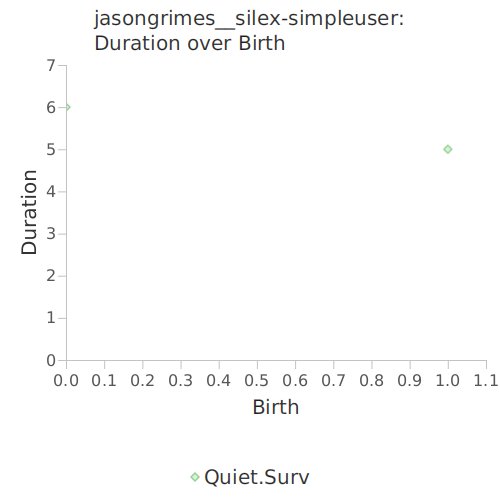 jasongrimes__silex-simpleuser:
Duration over Birth
7
6
5
4
3
2
1
0
Duration
0.0 0.1 0.2 0.3 0.4 0.5 0.6 0.7 0.8 0.9 1.0 1.1
Birth
Quiet.Surv